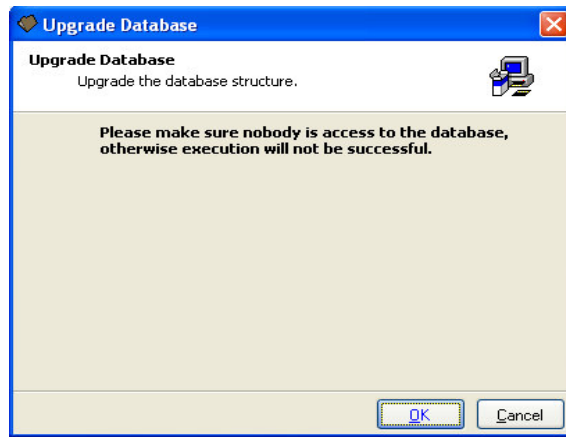 Upgrade Database
Upgrade Database
Upgrade the database structure.
Please make sure nobody is access to the database,
otherwise execution will not be successful.
OK
Cancel